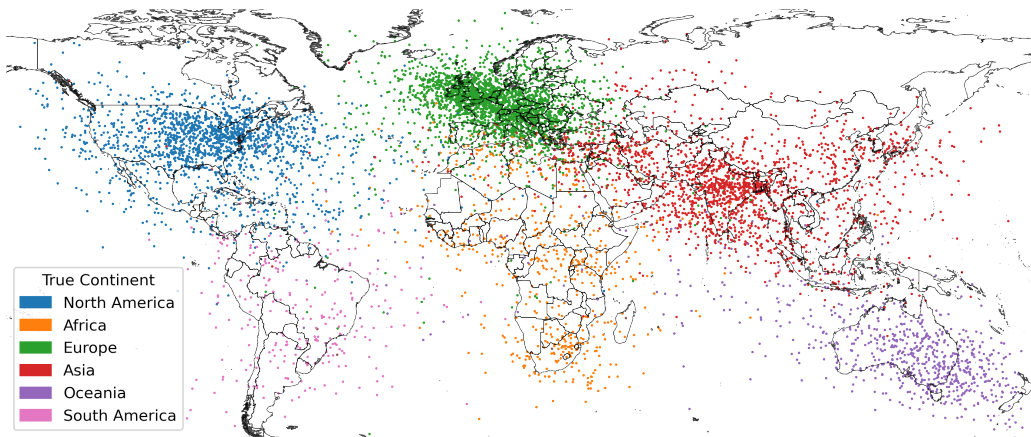 True Continent
North America
Africa
Europe
Asia
Oceania
South America